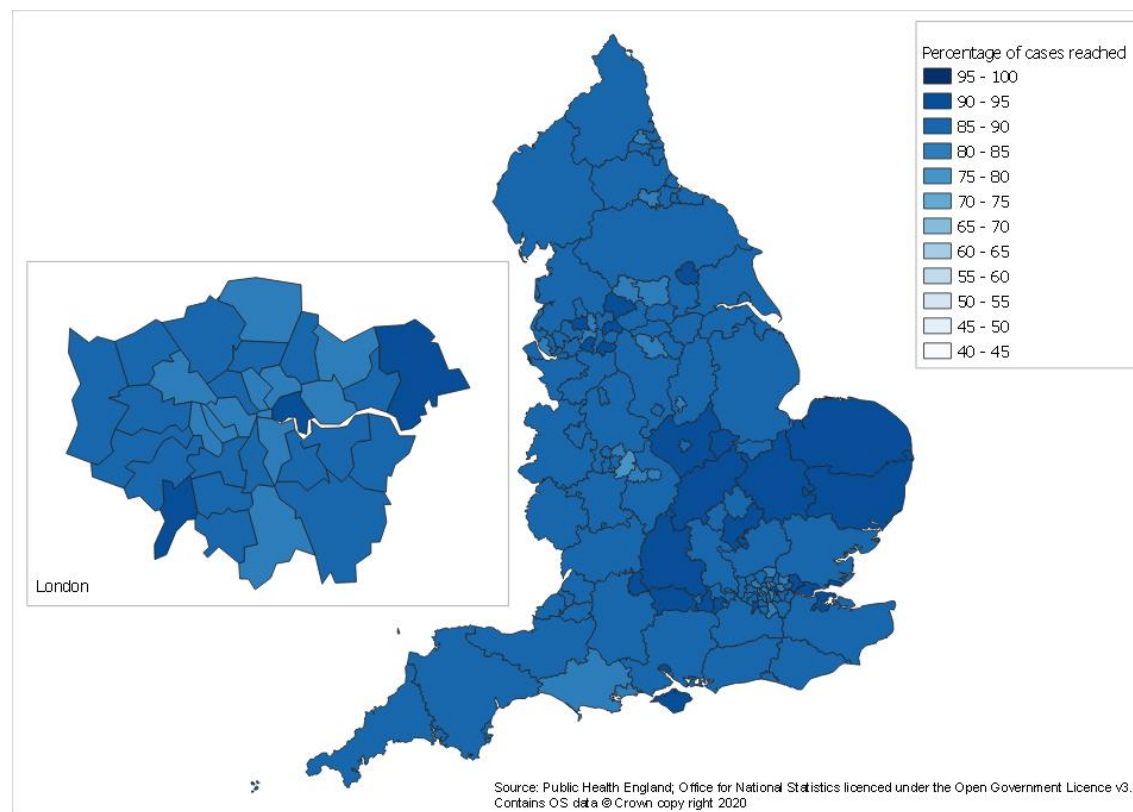 Percentage of cases reached
95 - 100
90 - 95
85 - 90
80 - 85
75 - 80
70 - 75
65 - 70
60 - 65
55 - 60
50 - 55
45 - 50
40 - 45
London
Source: Public Health England; Office for National Statistics licenced under the Open Government Licence v3.
Contains OS data © Crown copy right 2020